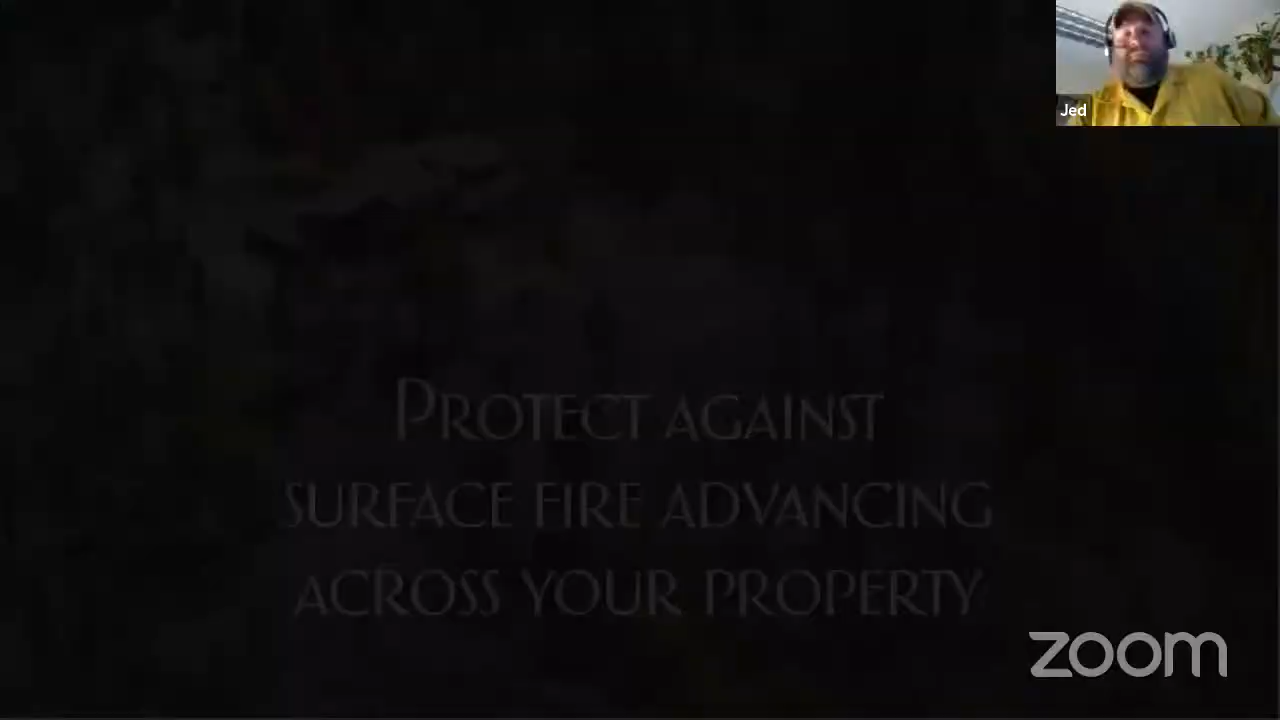 Jed
PROTECT AGAINST
SURFACE FIRE ADVANCING
ACROSS YOUR PROPERTY
zoom